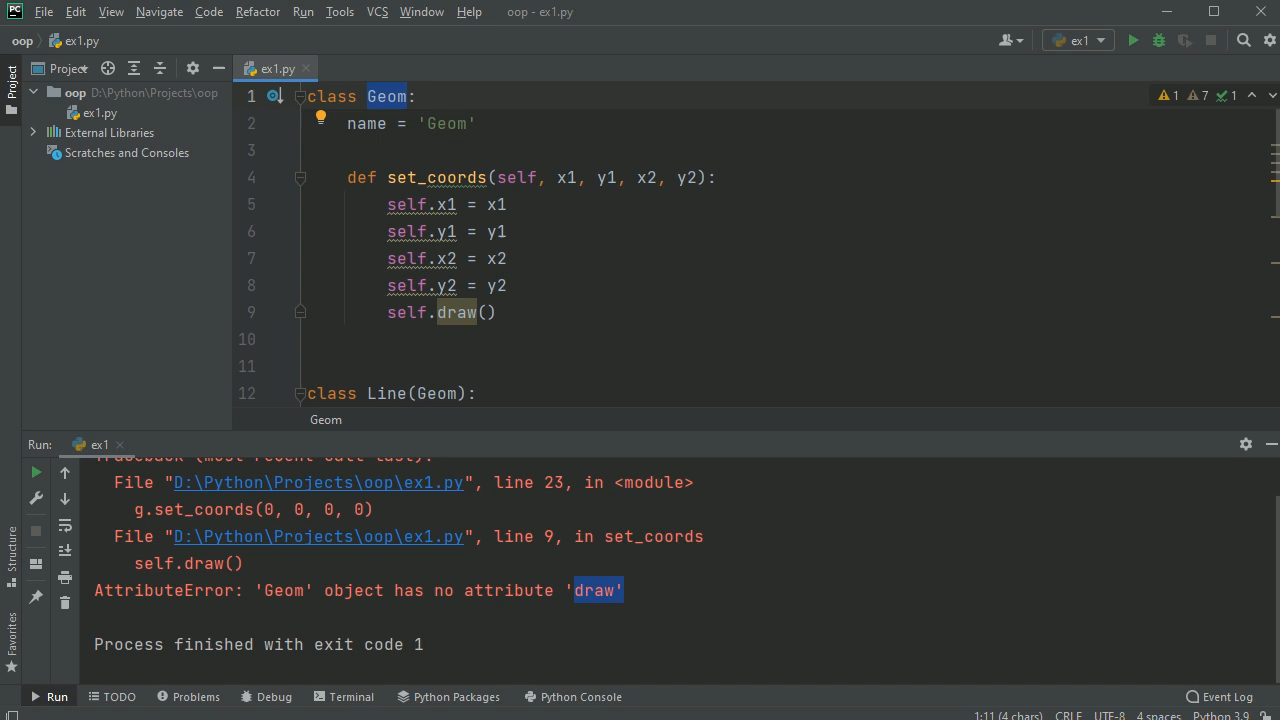 PC File Edit View Navigate Code Refactor Run Tools VCS Window Help oop - ex1.py
oop ex1.py ex1
Project ex1.py
oop D:\Python\Projects\oop
ex1.py
External Libraries
Scratches and Consoles
Project
1 class Geom: 1 7 1
2 name = 'Geom'
3
4 def set_coords(self, x1, y1, x2, y2):
5 self.x1 = x1
6 self.y1 = y1
7 self.x2 = x2
8 self.y2 = y2
9 self.draw()
10
11
12 class Line(Geom):
Geom
Run: ex1
Traceback (most recent call last):
File "D:\Python\Projects\oop\ex1.py", line 23, in <module>
g.set_coords(0, 0, 0, 0)
File "D:\Python\Projects\oop\ex1.py", line 9, in set_coords
self.draw()
AttributeError: 'Geom' object has no attribute 'draw'
Process finished with exit code 1
Structure
Favorites
Run TODO Problems Debug Terminal Python Packages Python Console Event Log
1:11 (4 chars) CRLF UTF-8 4 spaces Python 3.9